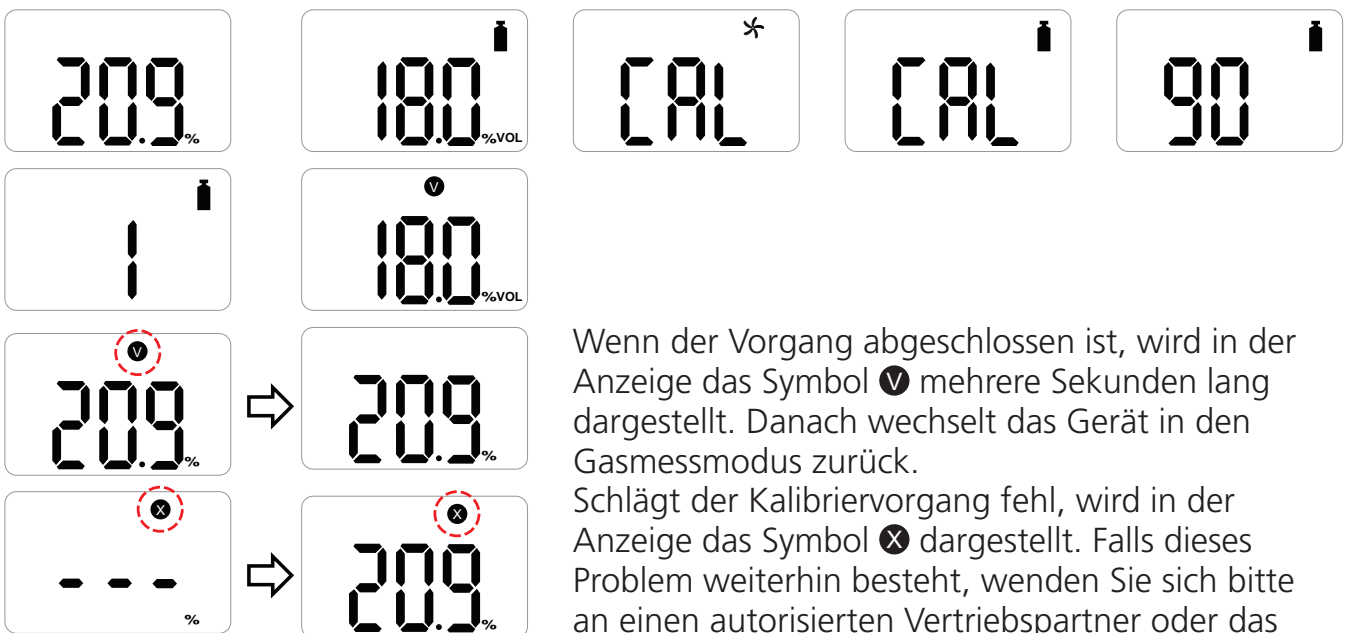 20.9 %
18.0 %VOL
CAL
CAL
90
1
V
18.0 %VOL
V
20.9 %
20.9 %
X
- - - %
X
20.9 %
Wenn der Vorgang abgeschlossen ist, wird in der
Anzeige das Symbol V mehrere Sekunden lang
dargestellt. Danach wechselt das Gerät in den
Gasmessmodus zurück.
Schlägt der Kalibriervorgang fehl, wird in der
Anzeige das Symbol X dargestellt. Falls dieses
Problem weiterhin besteht, wenden Sie sich bitte
an einen autorisierten Vertriebspartner oder das